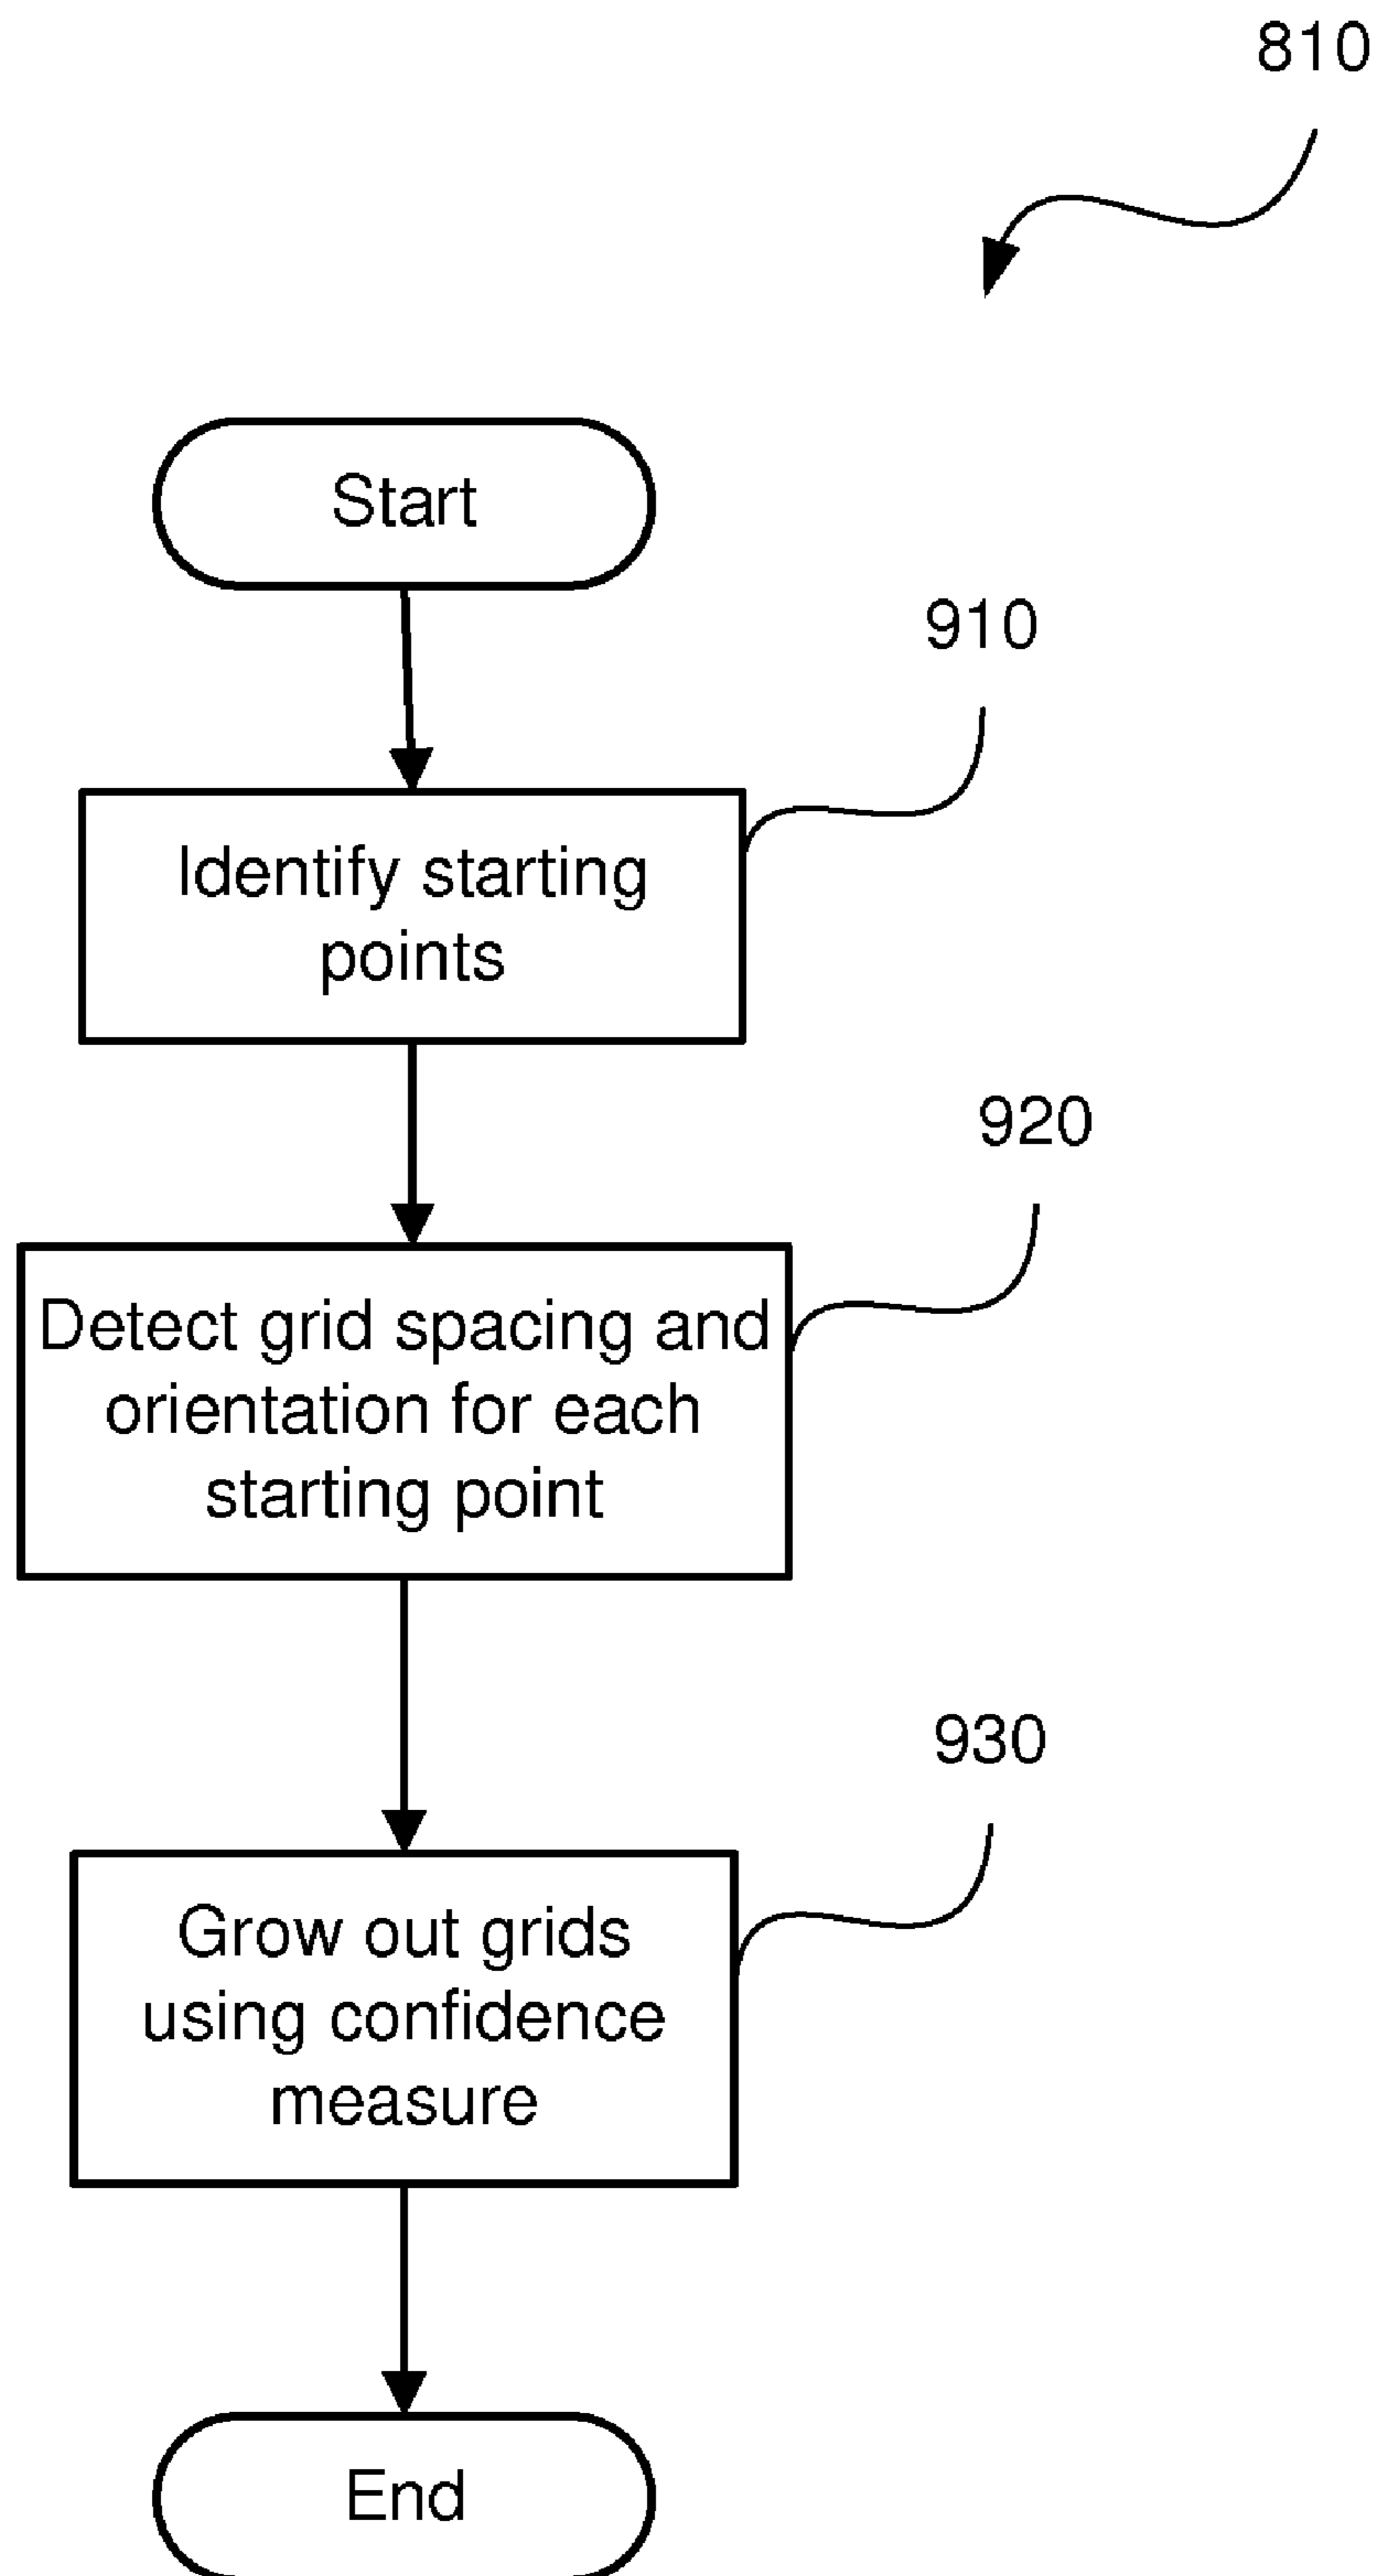 810
Start
910
Identify starting
points
920
Detect grid spacing and
orientation for each
starting point
930
Grow out grids
using confidence
measure
End